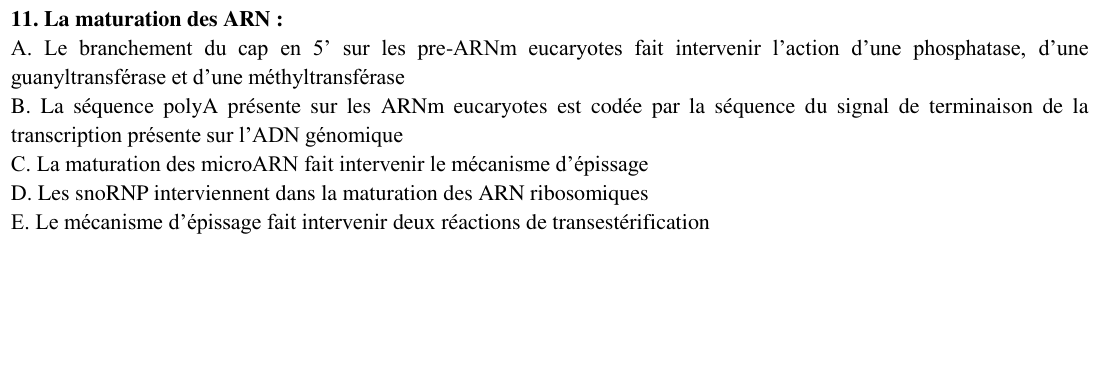 11. La maturation des ARN :
A. Le branchement du cap en 5’ sur les pre-ARNm eucaryotes fait intervenir l’action d’une phosphatase, d’une
guanyltransférase et d’une méthyltransférase
B. La séquence polyA présente sur les ARNm eucaryotes est codée par la séquence du signal de terminaison de la
transcription présente sur l’ADN génomique
C. La maturation des microARN fait intervenir le mécanisme d’épissage
D. Les snoRNP interviennent dans la maturation des ARN ribosomiques
E. Le mécanisme d’épissage fait intervenir deux réactions de transestérification